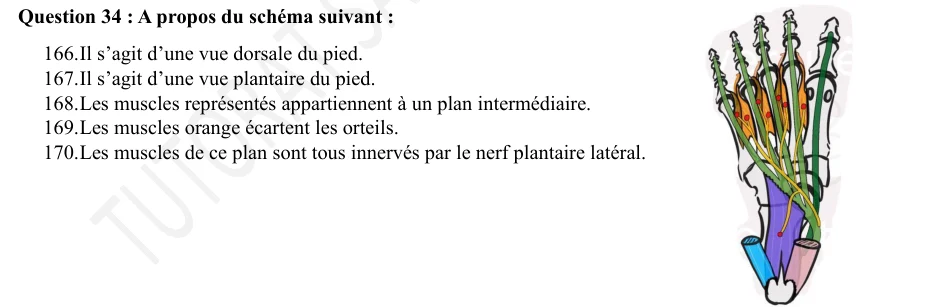 Question 34 : A propos du schéma suivant :
166.Il s’agit d’une vue dorsale du pied.
167.Il s’agit d’une vue plantaire du pied.
168.Les muscles représentés appartiennent à un plan intermédiaire.
169.Les muscles orange écartent les orteils.
170.Les muscles de ce plan sont tous innervés par le nerf plantaire latéral.